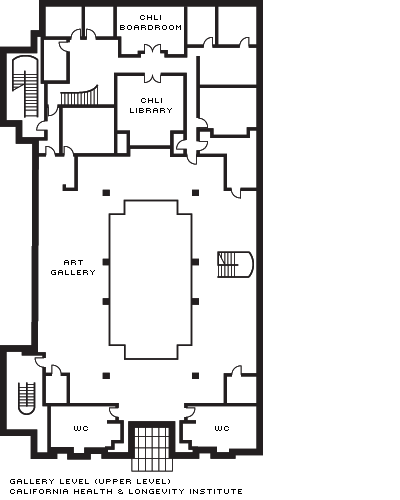 CHLI
BOARDROOM
CHLI
LIBRARY
ART
GALLERY
WC
WC
GALLERY LEVEL (UPPER LEVEL)
CALIFORNIA HEALTH & LONGEVITY INSTITUTE